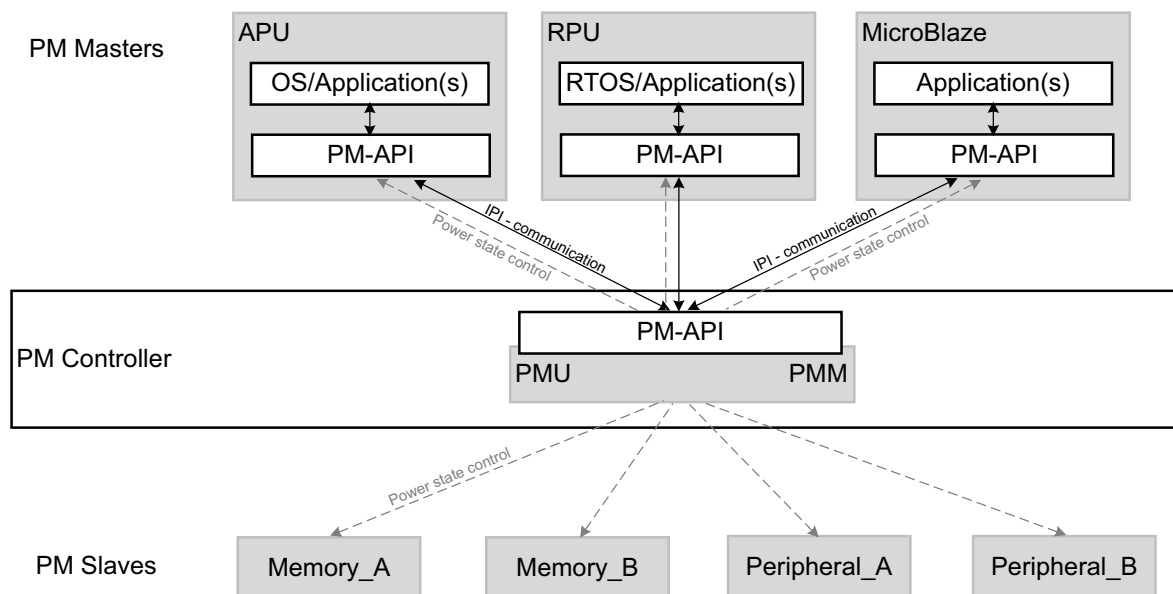 PM Masters
APU
RPU
MicroBlaze
OS/Application(s)
RTOS/Application(s)
Application(s)
PM-API
PM-API
PM-API
IPI - communication
Power state control
IPI - communication
Power state control
PM Controller
PM-API
PMU
PMM
Power state control
PM Slaves
Memory_A
Memory_B
Peripheral_A
Peripheral_B